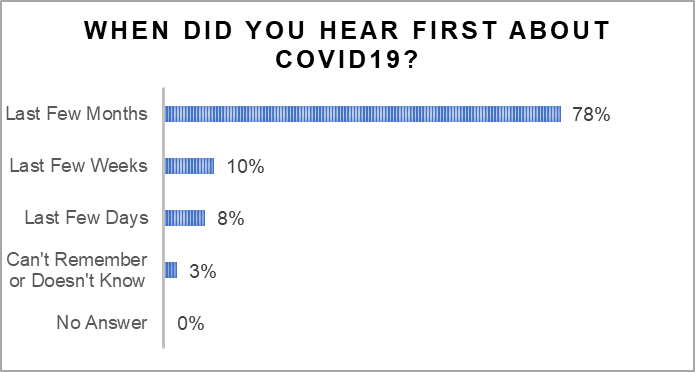 WHEN DID YOU HEAR FIRST ABOUT
COVID19?
Last Few Months 78%
Last Few Weeks 10%
Last Few Days 8%
Can't Remember
or Doesn't Know 3%
No Answer 0%